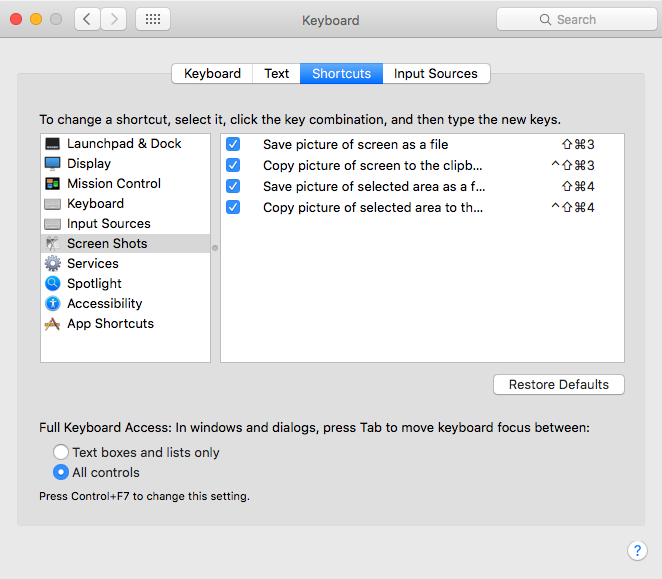 Keyboard
Search
Keyboard Text Shortcuts Input Sources
To change a shortcut, select it, click the key combination, and then type the new keys.
Launchpad & Dock
Display
Mission Control
Keyboard
Input Sources
Screen Shots
Services
Spotlight
Accessibility
App Shortcuts
Save picture of screen as a file ⇧⌘3
Copy picture of screen to the clipb... ^⇧⌘3
Save picture of selected area as a f... ⇧⌘4
Copy picture of selected area to th... ^⇧⌘4
Restore Defaults
Full Keyboard Access: In windows and dialogs, press Tab to move keyboard focus between:
Text boxes and lists only
All controls
Press Control+F7 to change this setting.
?